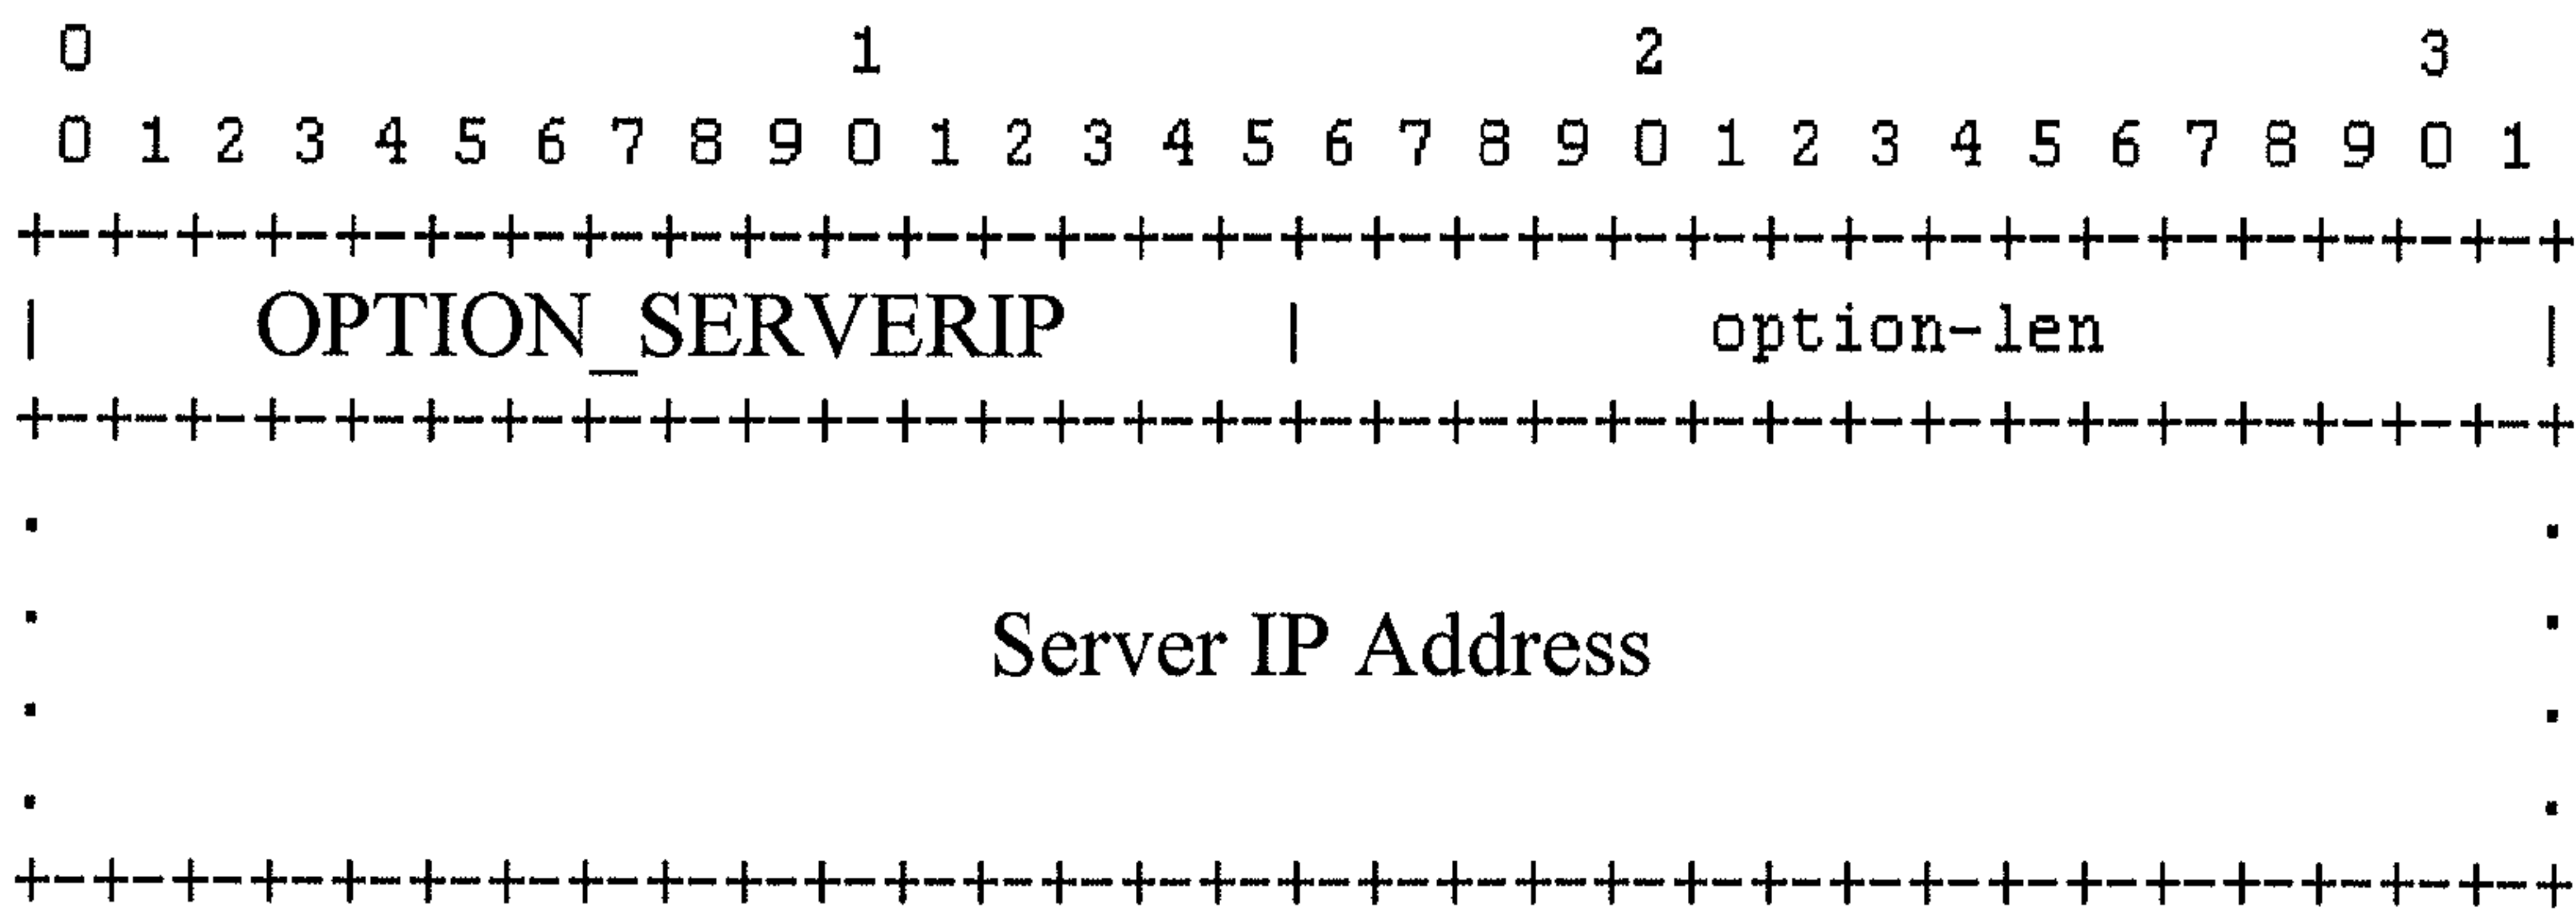 0 1 2 3
0 1 2 3 4 5 6 7 8 9 0 1 2 3 4 5 6 7 8 9 0 1 2 3 4 5 6 7 8 9 0 1
+-+-+-+-+-+-+-+-+-+-+-+-+-+-+-+-+-+-+-+-+-+-+-+-+-+-+-+-+-+-+-+-+
| OPTION_SERVERIP | option-len |
+-+-+-+-+-+-+-+-+-+-+-+-+-+-+-+-+-+-+-+-+-+-+-+-+-+-+-+-+-+-+-+-+
. .
. Server IP Address .
. .
. .
+-+-+-+-+-+-+-+-+-+-+-+-+-+-+-+-+-+-+-+-+-+-+-+-+-+-+-+-+-+-+-+-+